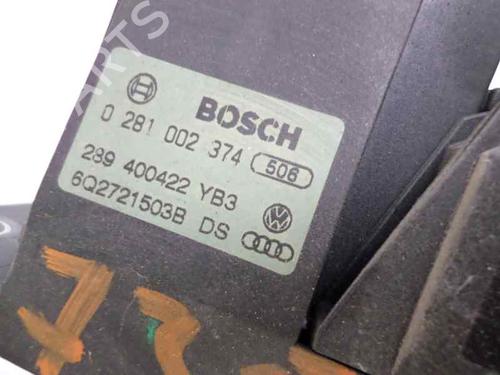 BOSCH
0 281 002 374 506
289 400422 YB3
6Q2721503B DS